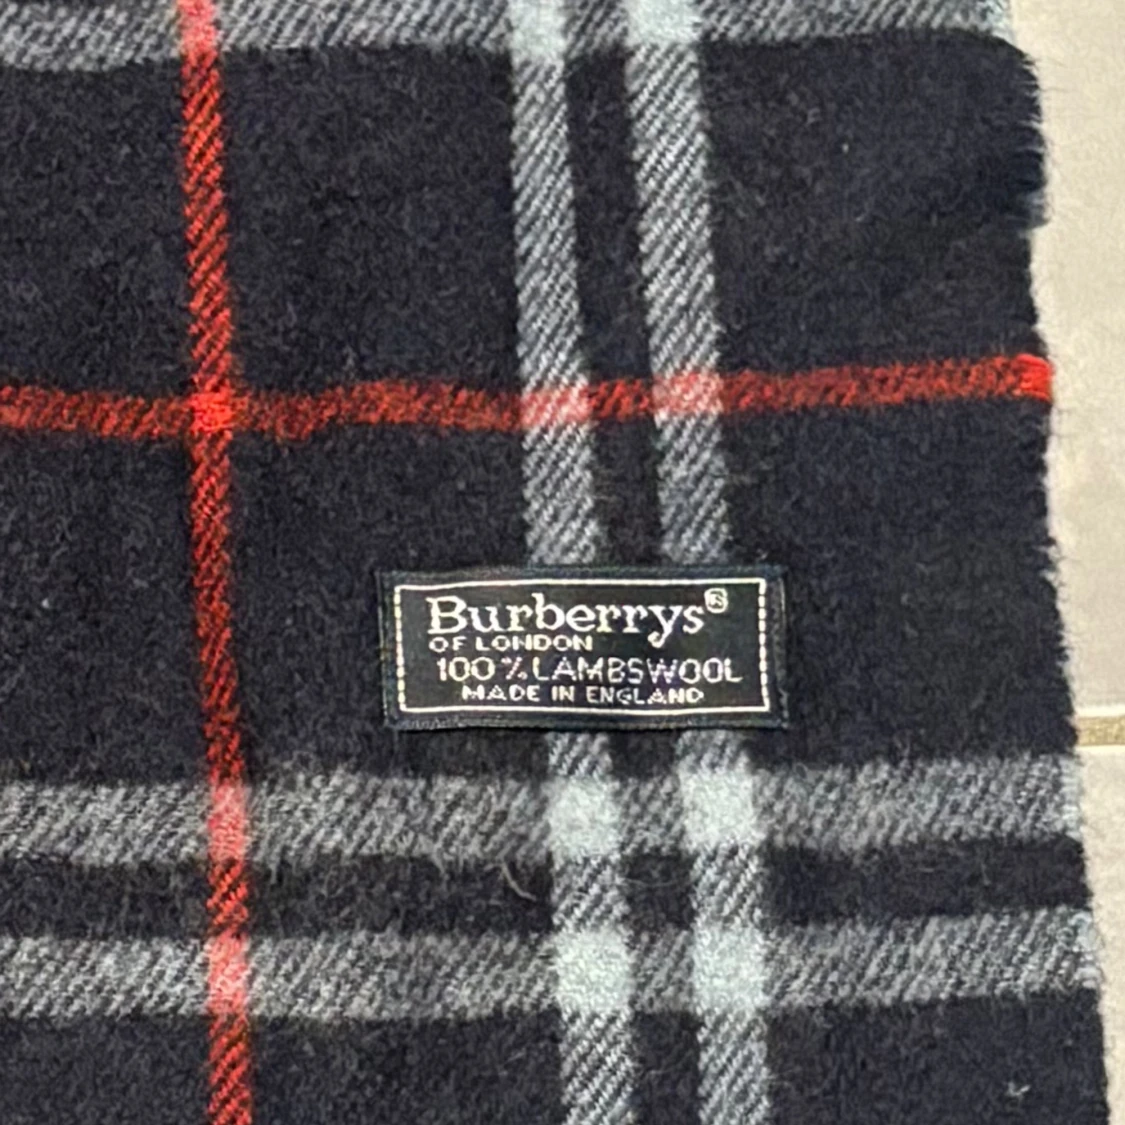 Burberrys®
OF LONDON
100% LAMBSWOOL
MADE IN ENGLAND